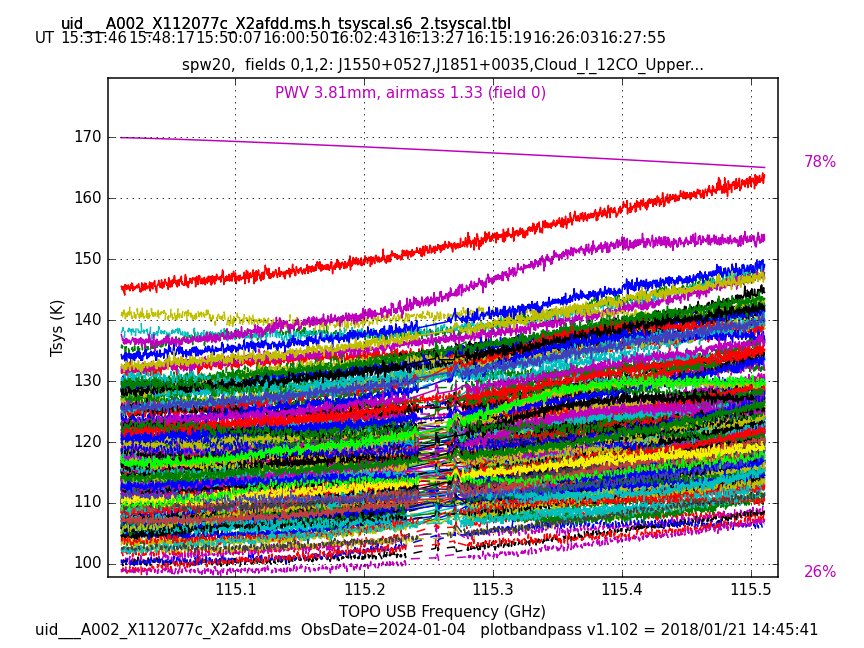 uid___A002_X112077c_X2afdd.ms.h_tsyscal.s6_2.tsyscal.tbl
UT 15:31:46 15:48:17 15:50:07 16:00:50 16:02:43 16:13:27 16:15:19 16:26:03 16:27:55
spw20,  fields 0,1,2: J1550+0527,J1851+0035,Cloud_I_12CO_Upper...
PWV 3.81mm, airmass 1.33 (field 0)
170
78%
160
150
140
Tsys (K)
130
120
110
100
26%
115.1 115.2 115.3 115.4 115.5
TOPO USB Frequency (GHz)
uid___A002_X112077c_X2afdd.ms  ObsDate=2024-01-04   plotbandpass v1.102 = 2018/01/21 14:45:41